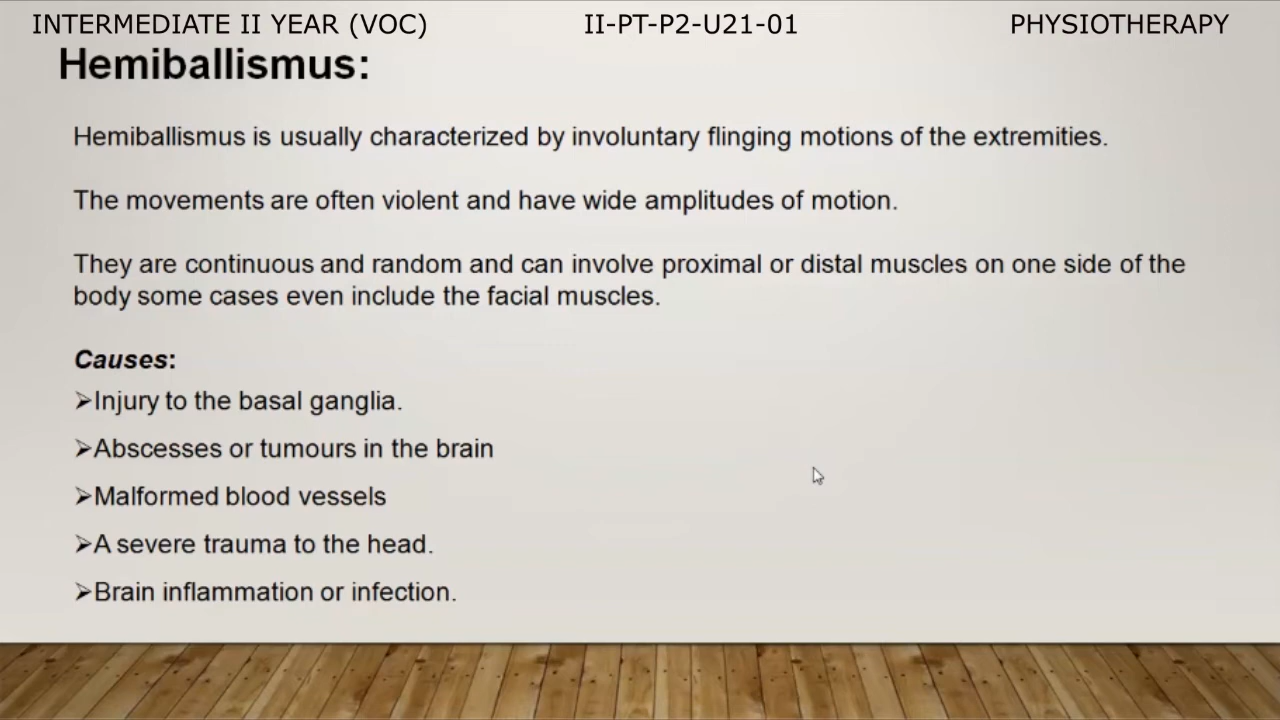 INTERMEDIATE II YEAR (VOC) II-PT-P2-U21-01 PHYSIOTHERAPY
Hemiballismus:
Hemiballismus is usually characterized by involuntary flinging motions of the extremities.
The movements are often violent and have wide amplitudes of motion.
They are continuous and random and can involve proximal or distal muscles on one side of the
body some cases even include the facial muscles.
Causes:
➢Injury to the basal ganglia.
➢Abscesses or tumours in the brain
➢Malformed blood vessels
➢A severe trauma to the head.
➢Brain inflammation or infection.